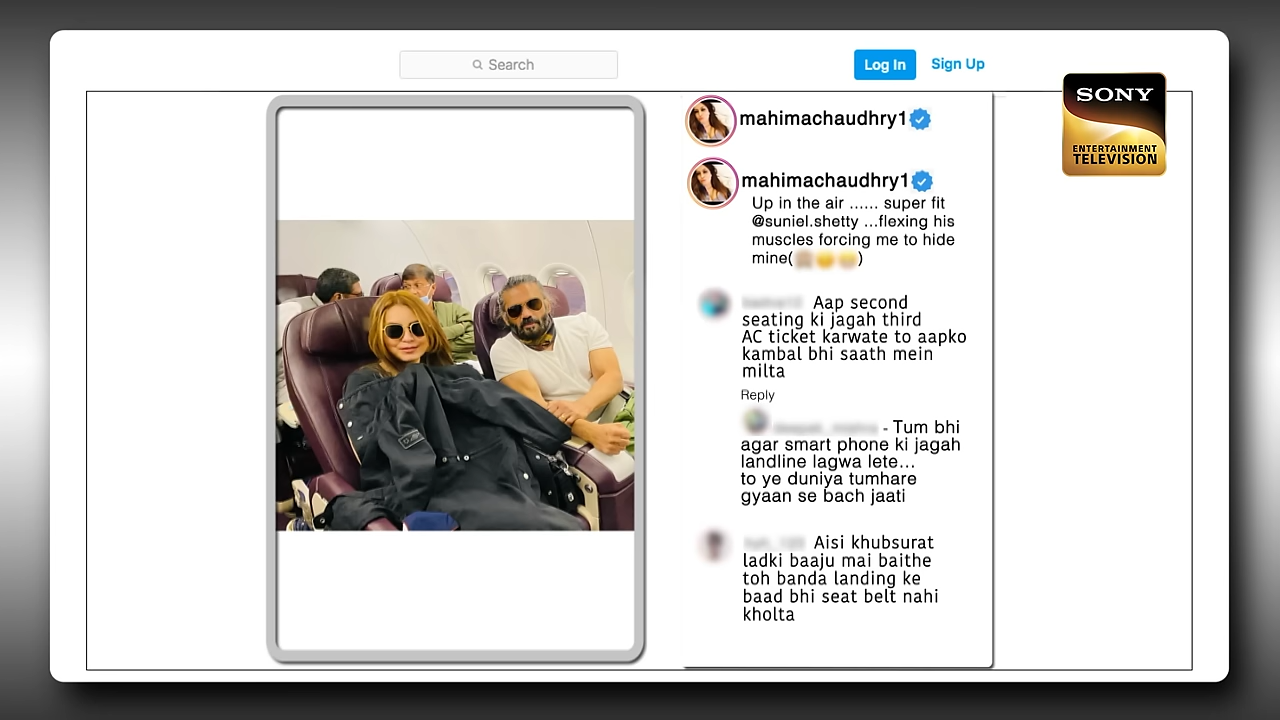 Search
Log In
Sign Up
SONY
ENTERTAINMENT
TELEVISION
mahimachaudhry1
mahimachaudhry1
Up in the air ...... super fit
@suniel.shetty ...flexing his
muscles forcing me to hide
mine( )
Aap second
seating ki jagah third
AC ticket karwate to aapko
kambal bhi saath mein
milta
Reply
- Tum bhi
agar smart phone ki jagah
landline lagwa lete...
to ye duniya tumhare
gyaan se bach jaati
Aisi khubsurat
ladki baaju mai baithe
toh banda landing ke
baad bhi seat belt nahi
kholta